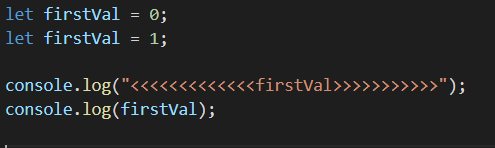 let firstVal = 0;
let firstVal = 1;
console.log("<<<<<<<<<<<<<firstVal>>>>>>>>>>>");
console.log(firstVal);